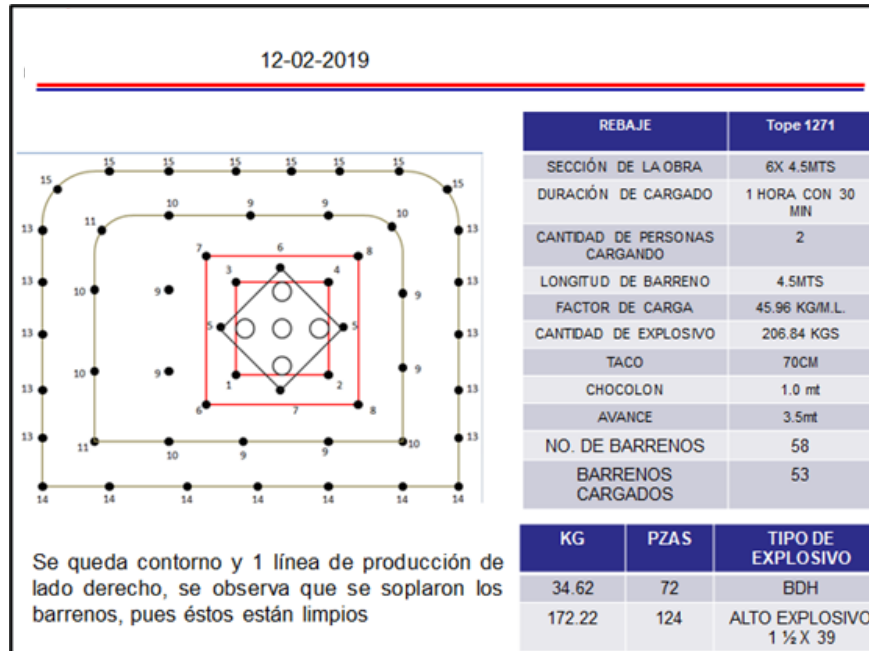 12-02-2019
REBAJE Tope 1271
SECCIÓN DE LA OBRA 6X 4.5MTS
DURACIÓN DE CARGADO 1 HORA CON 30
MIN
CANTIDAD DE PERSONAS
CARGANDO 2
LONGITUD DE BARRENO 4.5MTS
FACTOR DE CARGA 45.96 KG/M.L.
CANTIDAD DE EXPLOSIVO 206.84 KGS
TACO 70CM
CHOCOLON 1.0 mt
AVANCE 3.5mt
NO. DE BARRENOS 58
BARRENOS
CARGADOS 53
15 15 15 15 15 15
15 15
10 9 9
13 11 10 13
7 6 8
13 3 4
10 9 9 13
13 5 5 13
13 10 9 1 2 9 13
6 7 8
13 11 10 9 9 10 13
14 14 14 14 14 14 14
KG PZAS TIPO DE
EXPLOSIVO
34.62 72 BDH
172.22 124 ALTO EXPLOSIVO
1 ½ X 39
Se queda contorno y 1 línea de producción de
lado derecho, se observa que se soplaron los
barrenos, pues éstos están limpios